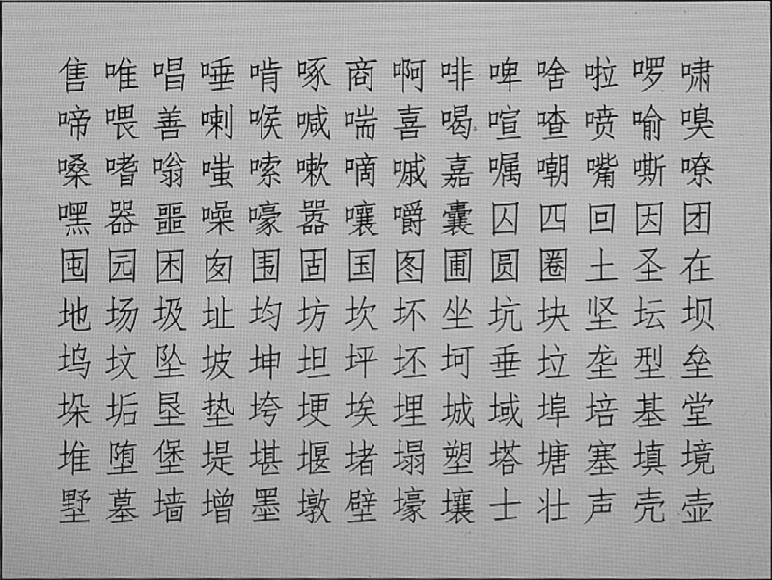 售唯唱唾啃啄商啊啡啤啥啦啰啸
啼喂善喇喉喊喘喜喝喧喳喷喻嗅
嗓嗜嗡嗤嗦嗽嘀嘁嘉嘱嘲嘴嘶嘹
嘿器噩噪嚎嚣嚷嚼囊囚四回因团
囤园困囱围固国图圃圆圈土圣在
地场圾址均坊坎坏坐坑块坚坛坝
坞坟坠坡坤坦坪坯坷垂垃垄型垒
垛垢垦垫垮埂埃埋城域埠培基堂
堆堕堡堤堪堰堵塌塑塔塘塞填境
墅墓墙增墨墩壁壕壤士壮声壳壶